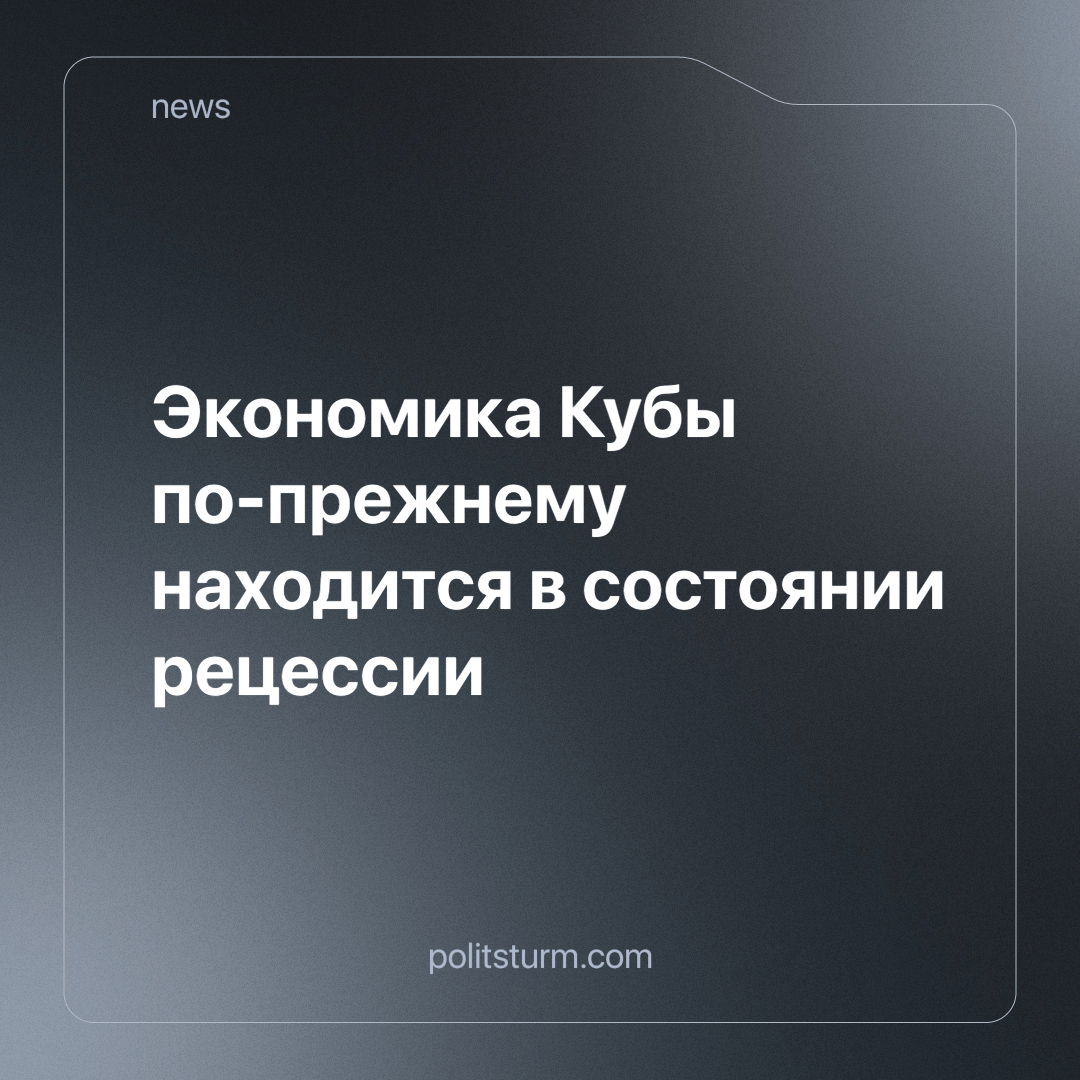 news
Экономика Кубы
по-прежнему
находится в состоянии
рецессии
politsturm.com